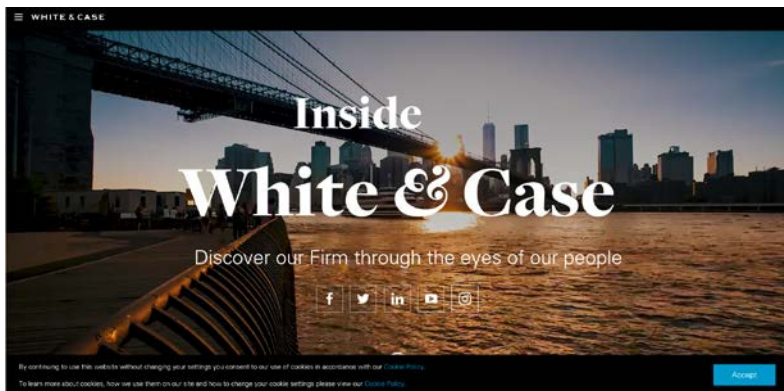 WHITE & CASE
Inside
White & Case
Discover our Firm through the eyes of our people
By continuing to use this website without changing your settings you consent to our use of cookies in accordance with our Cookie Policy.
Accept
To learn more about cookies, how we use them on our site and how to change your cookie settings please view our Cookie Policy.